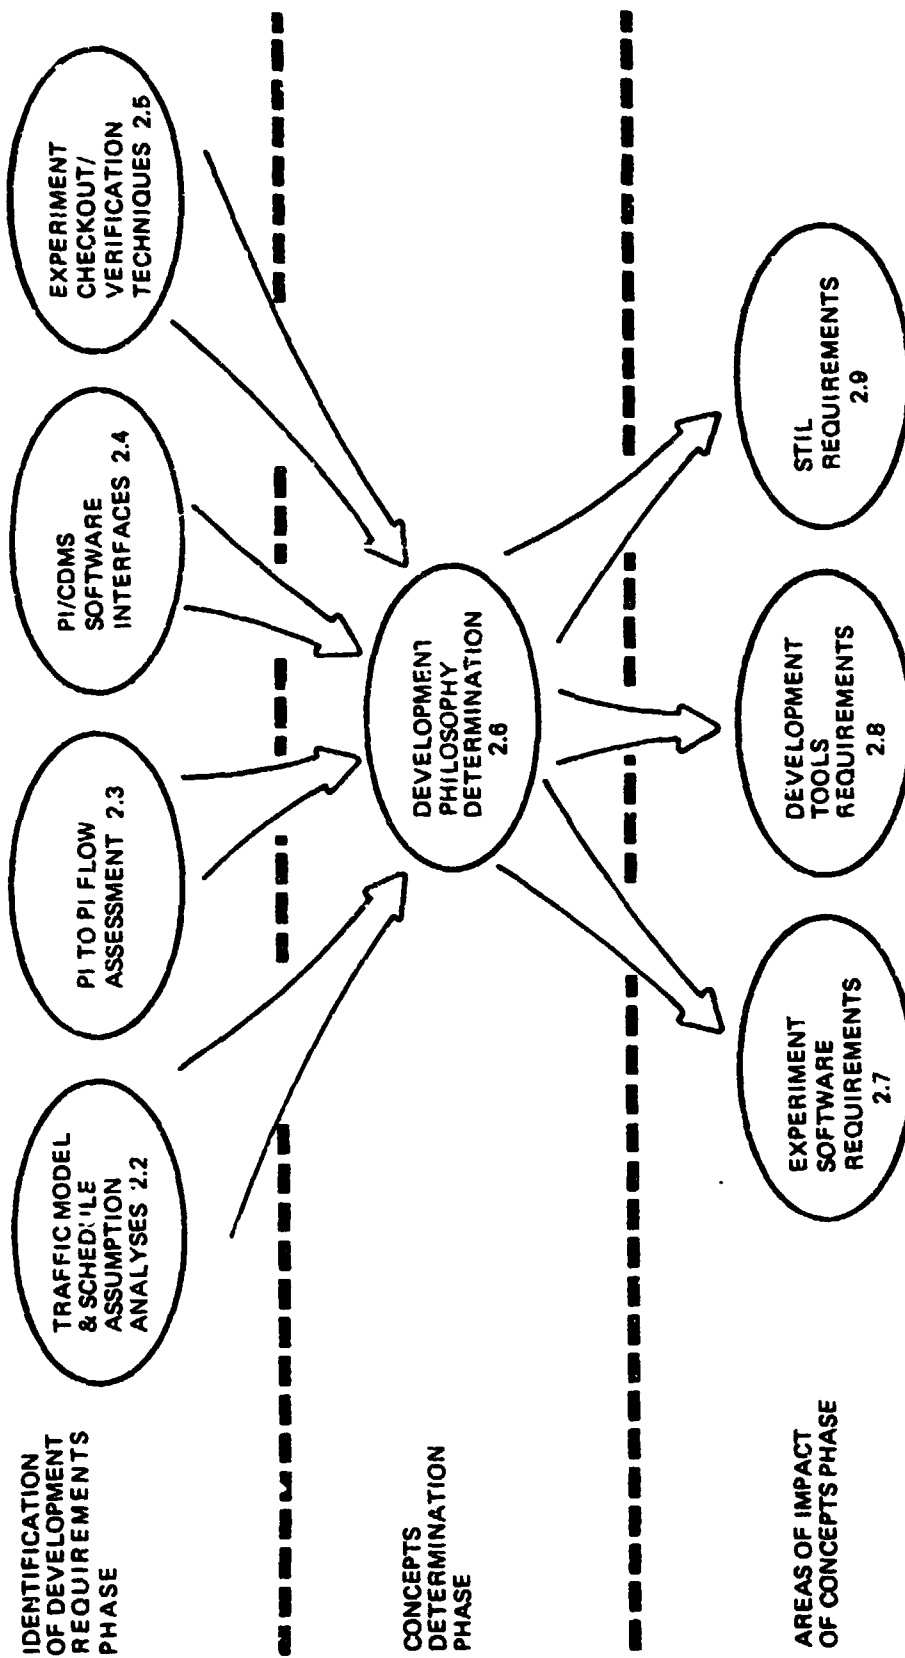 IDENTIFICATION
OF DEVELOPMENT
REQUIREMENTS
PHASE
TRAFFIC MODEL
& SCHEDULE
ASSUMPTION
ANALYSES 2.2
PI TO PI FLOW
ASSESSMENT 2.3
PI/CDMS
SOFTWARE
INTERFACES 2.4
EXPERIMENT
CHECKOUT/
VERIFICATION
TECHNIQUES 2.5
CONCEPTS
DETERMINATION
PHASE
DEVELOPMENT
PHILOSOPHY
DETERMINATION
2.6
AREAS OF IMPACT
OF CONCEPTS PHASE
EXPERIMENT
SOFTWARE
REQUIREMENTS
2.7
DEVELOPMENT
TOOLS
REQUIREMENTS
2.8
STIL
REQUIREMENTS
2.9